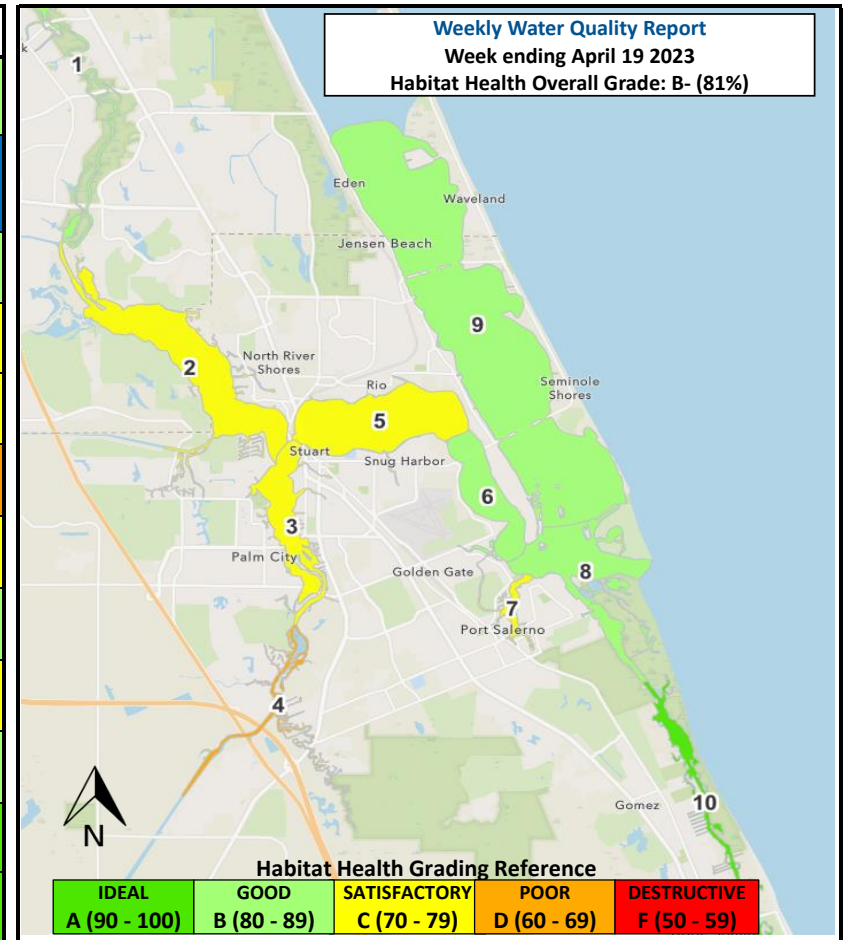 Weekly Water Quality Report
Week ending April 19 2023
Habitat Health Overall Grade: B- (81%)
k
1
Eden
Waveland
Jensen Beach
9
2
North River
Shores
Rio
Seminole
Shores
5
Stuart
Snug Harbor
6
3
Palm City
Golden Gate
8
7
Port Salerno
4
Gomez
10
N
Habitat Health Grading Reference
IDEAL GOOD SATISFACTORY POOR DESTRUCTIVE
A (90 - 100) B (80 - 89) C (70 - 79) D (60 - 69) F (50 - 59)